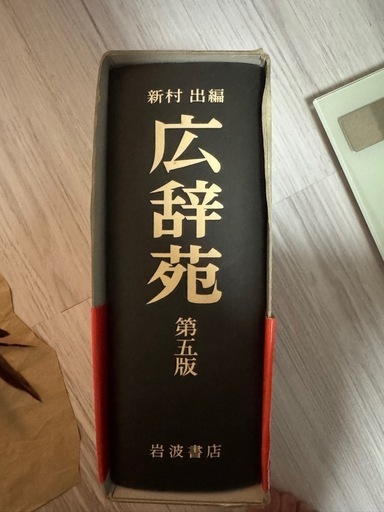 新村 出編
広辞苑
第五版
岩波書店